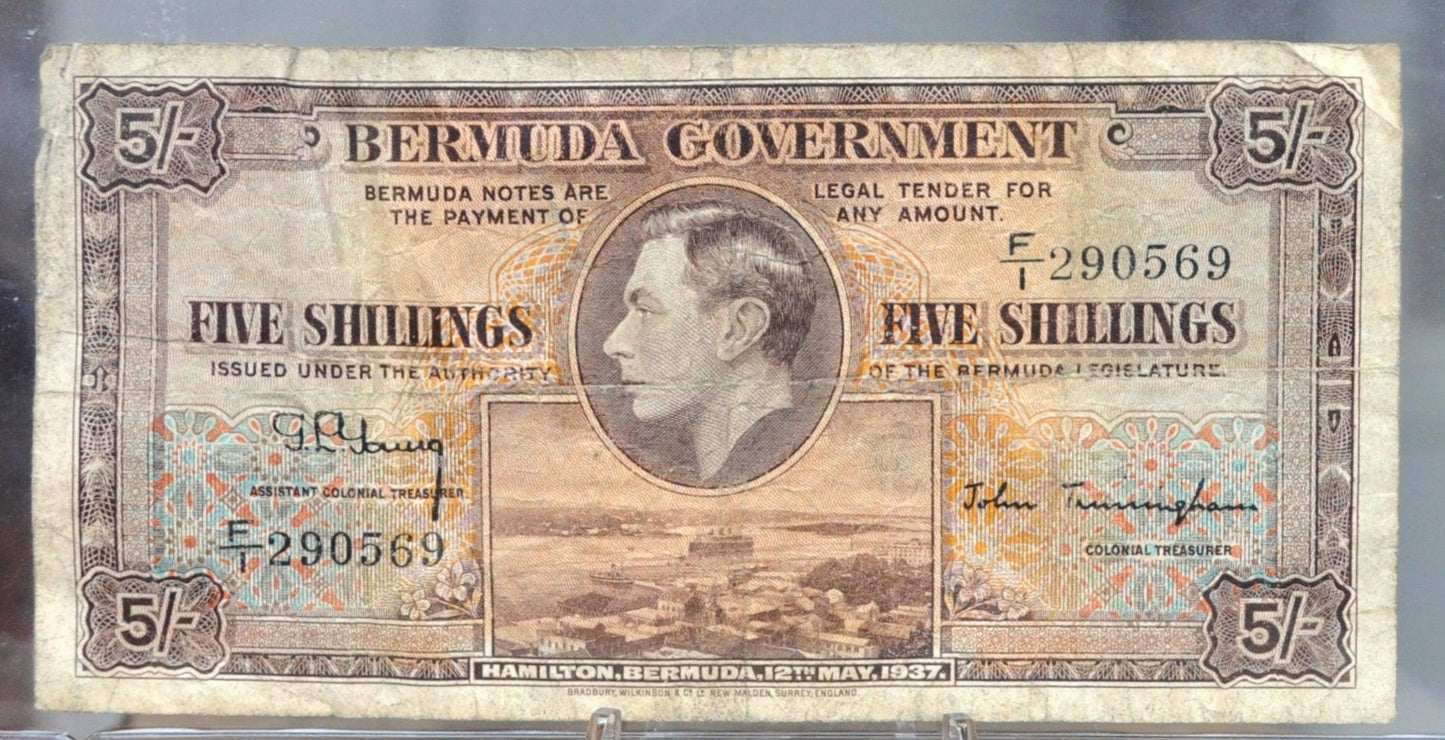 5/- 5/-
BERMUDA GOVERNMENT
BERMUDA NOTES ARE LEGAL TENDER FOR
THE PAYMENT OF ANY AMOUNT.
F/1 290569
FIVE SHILLINGS FIVE SHILLINGS
ISSUED UNDER THE AUTHORITY OF THE BERMUDA LEGISLATURE.
G.L. Young
ASSISTANT COLONIAL TREASURER.
John Trimingham
COLONIAL TREASURER
F/1 290569
5/- 5/-
HAMILTON, BERMUDA, 12TH MAY, 1937.
BRADBURY, WILKINSON & Co. Ld. NEW MALDEN, SURREY, ENGLAND